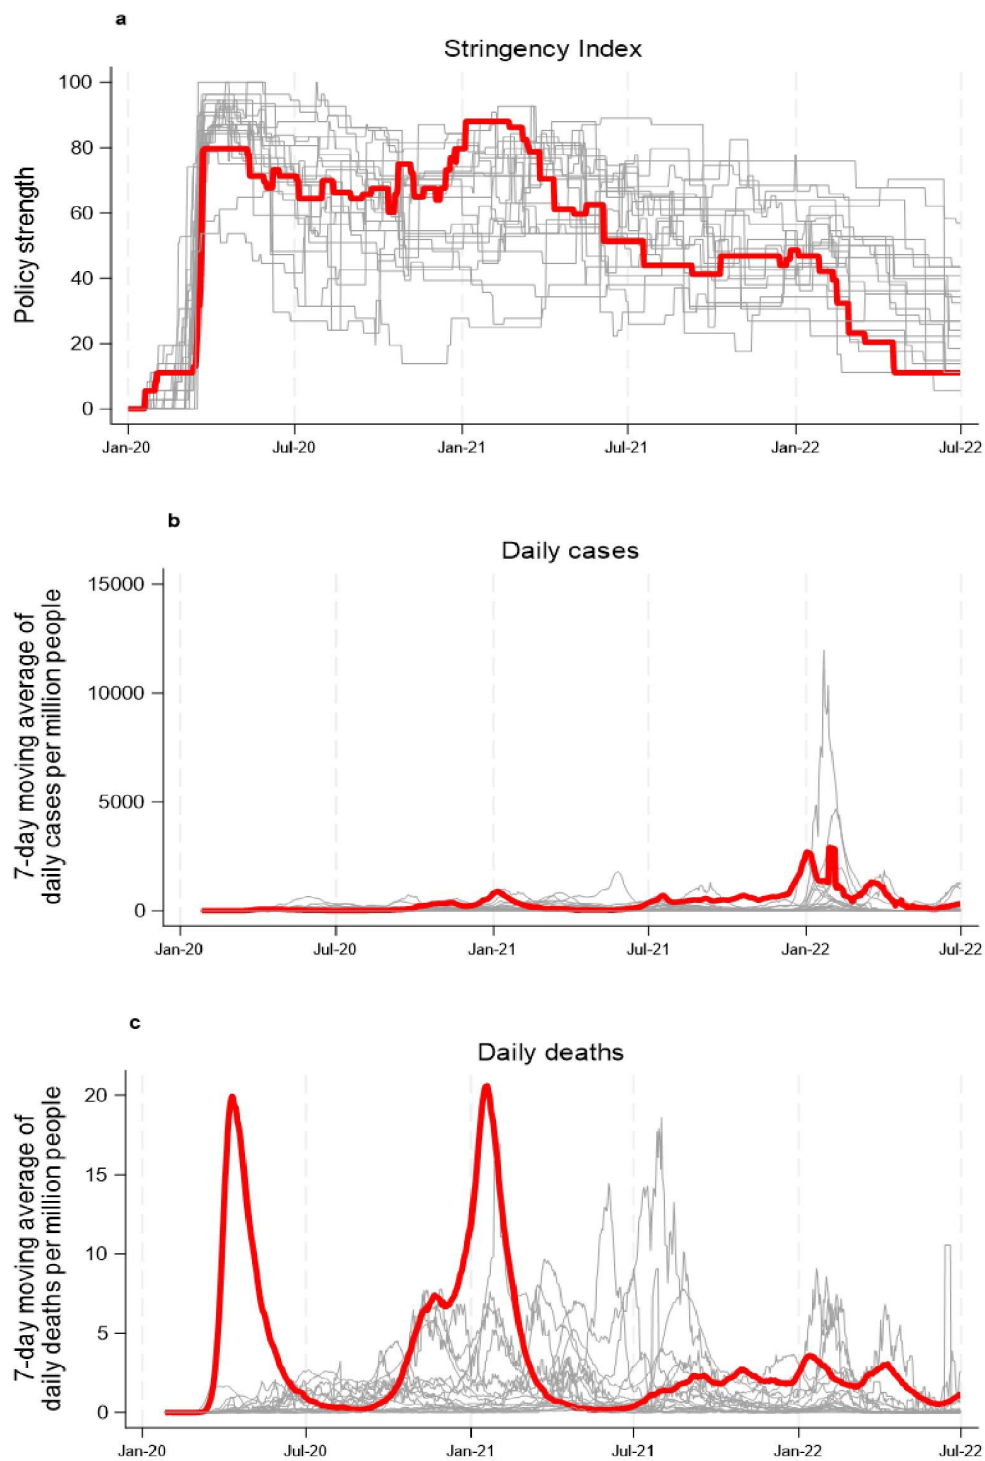 a
Stringency Index
Policy strength
100
80
60
40
20
0
Jan-20 Jul-20 Jan-21 Jul-21 Jan-22 Jul-22
b
Daily cases
7-day moving average of
daily cases per million people
15000
10000
5000
0
Jan-20 Jul-20 Jan-21 Jul-21 Jan-22 Jul-22
c
Daily deaths
7-day moving average of
daily deaths per million people
20
15
10
5
0
Jan-20 Jul-20 Jan-21 Jul-21 Jan-22 Jul-22